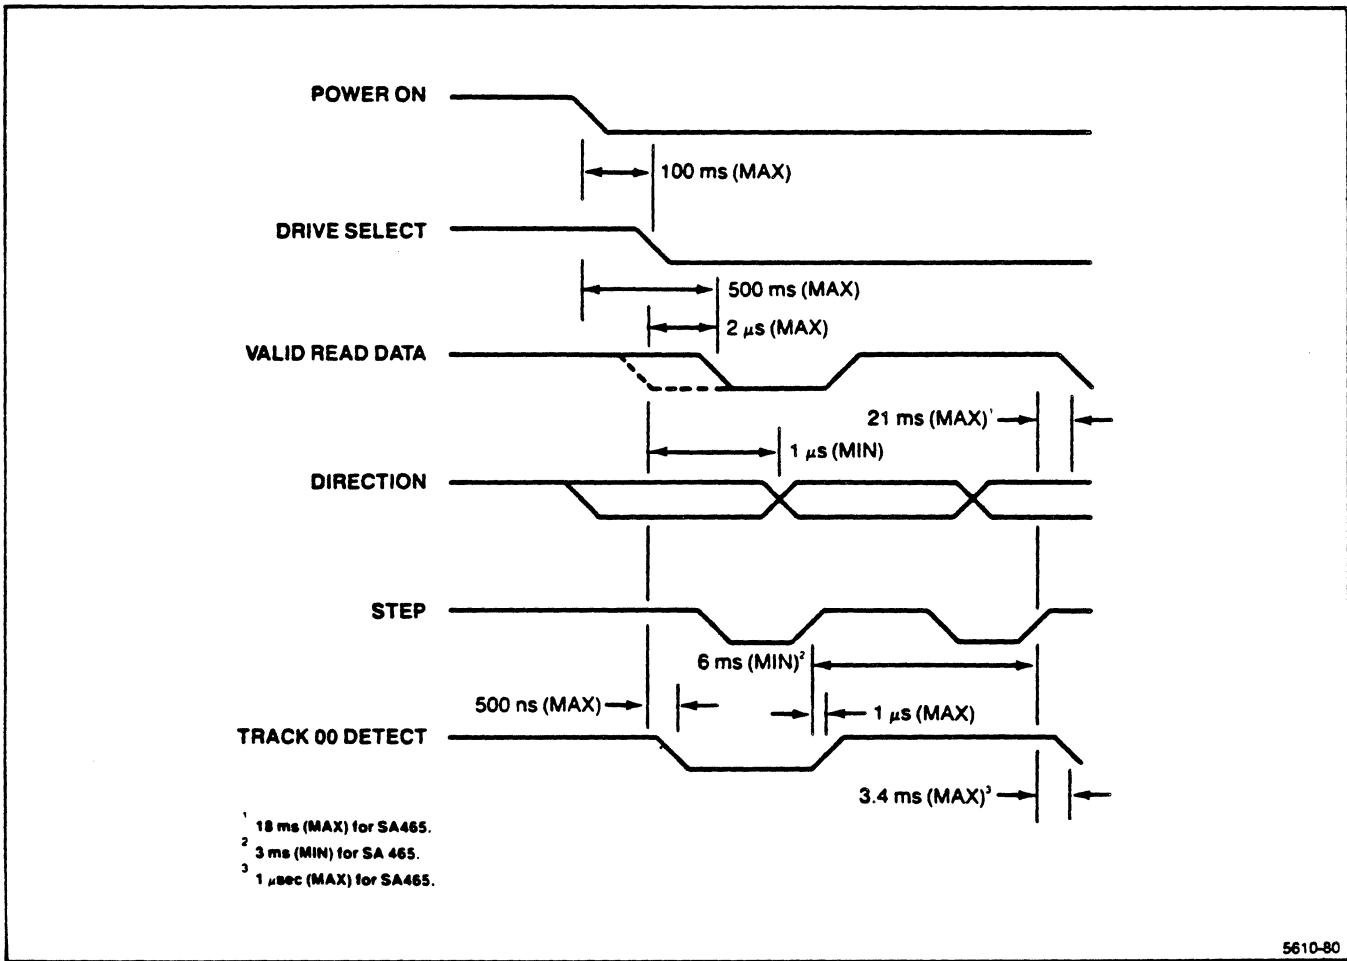 POWER ON
100 ms (MAX)
DRIVE SELECT
500 ms (MAX)
2 μs (MAX)
VALID READ DATA
21 ms (MAX)¹
1 μs (MIN)
DIRECTION
STEP
6 ms (MIN)²
500 ns (MAX)
1 μs (MAX)
TRACK 00 DETECT
3.4 ms (MAX)³
¹ 18 ms (MAX) for SA465.
² 3 ms (MIN) for SA 465.
³ 1 μsec (MAX) for SA465.
5610-80